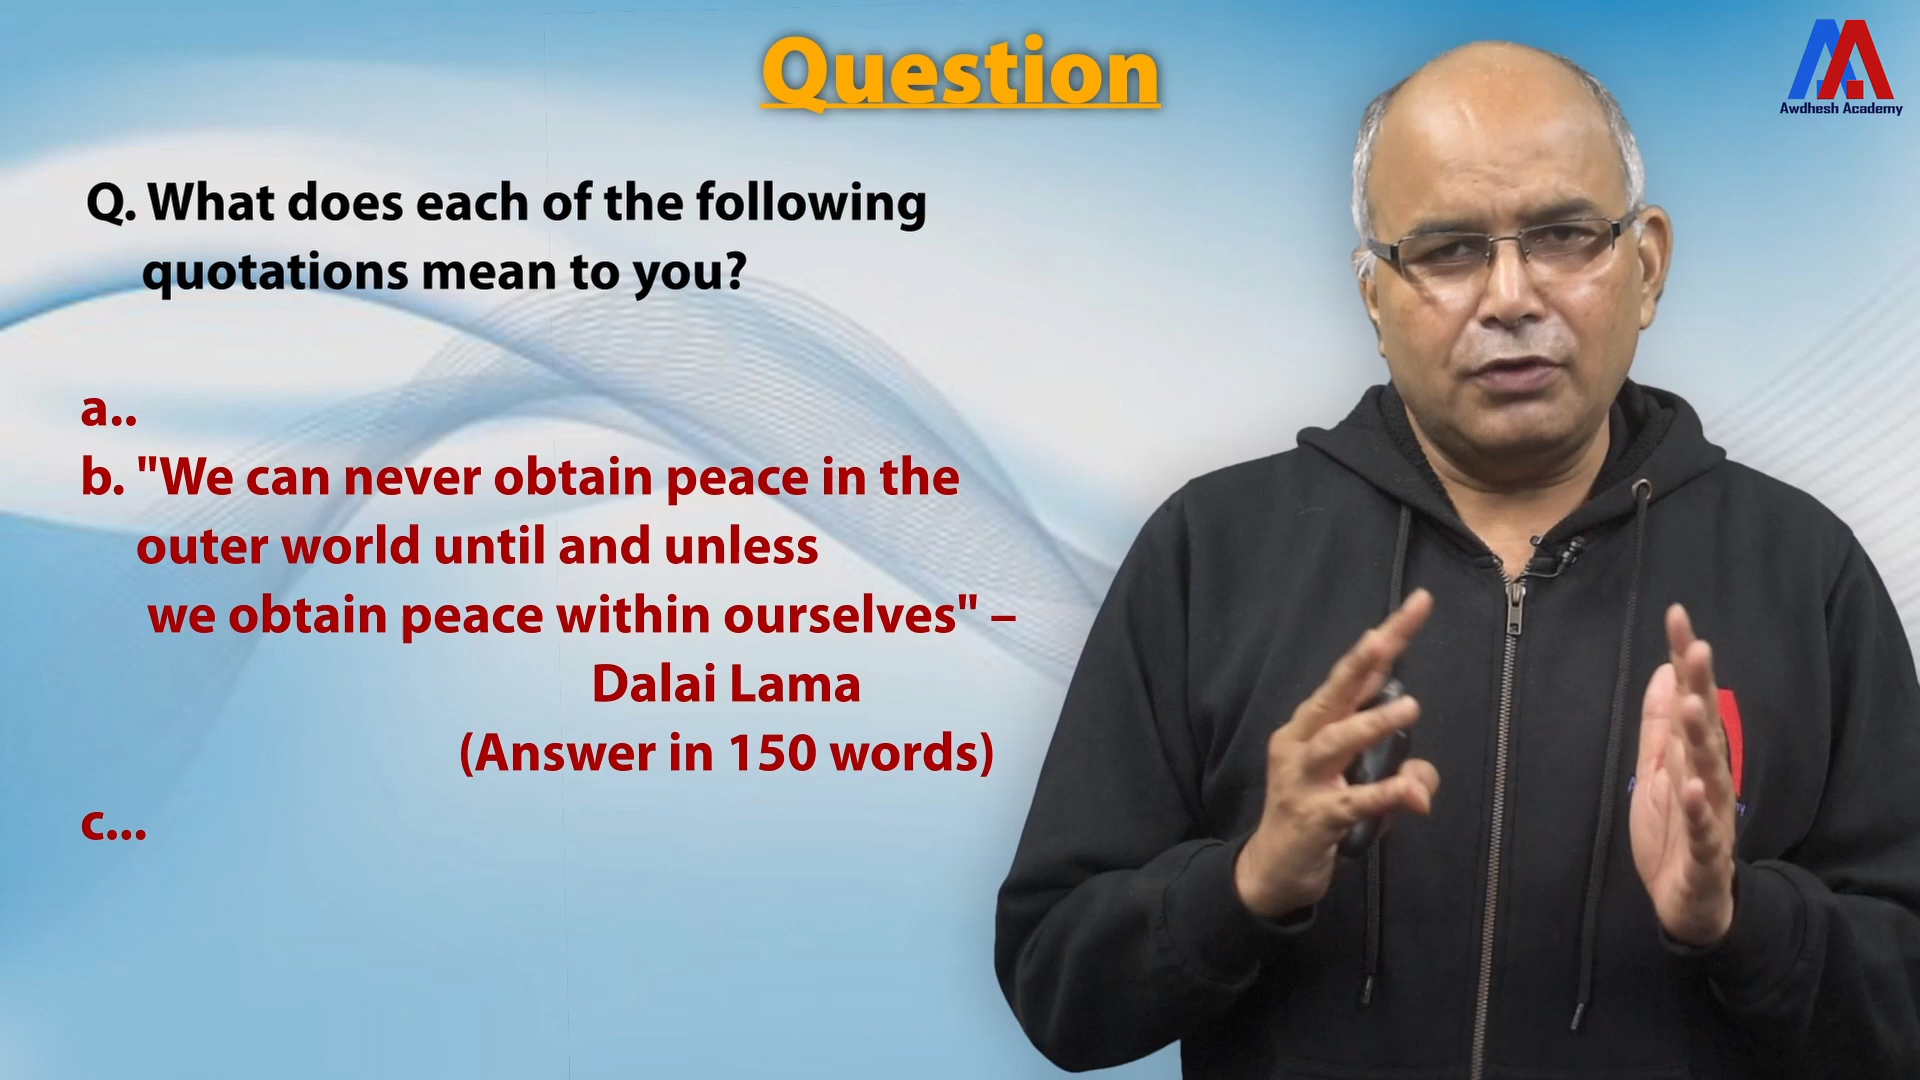 Question
Awdhesh Academy
Q. What does each of the following
quotations mean to you?
a..
b. "We can never obtain peace in the
outer world until and unless
we obtain peace within ourselves" –
Dalai Lama
(Answer in 150 words)
c...